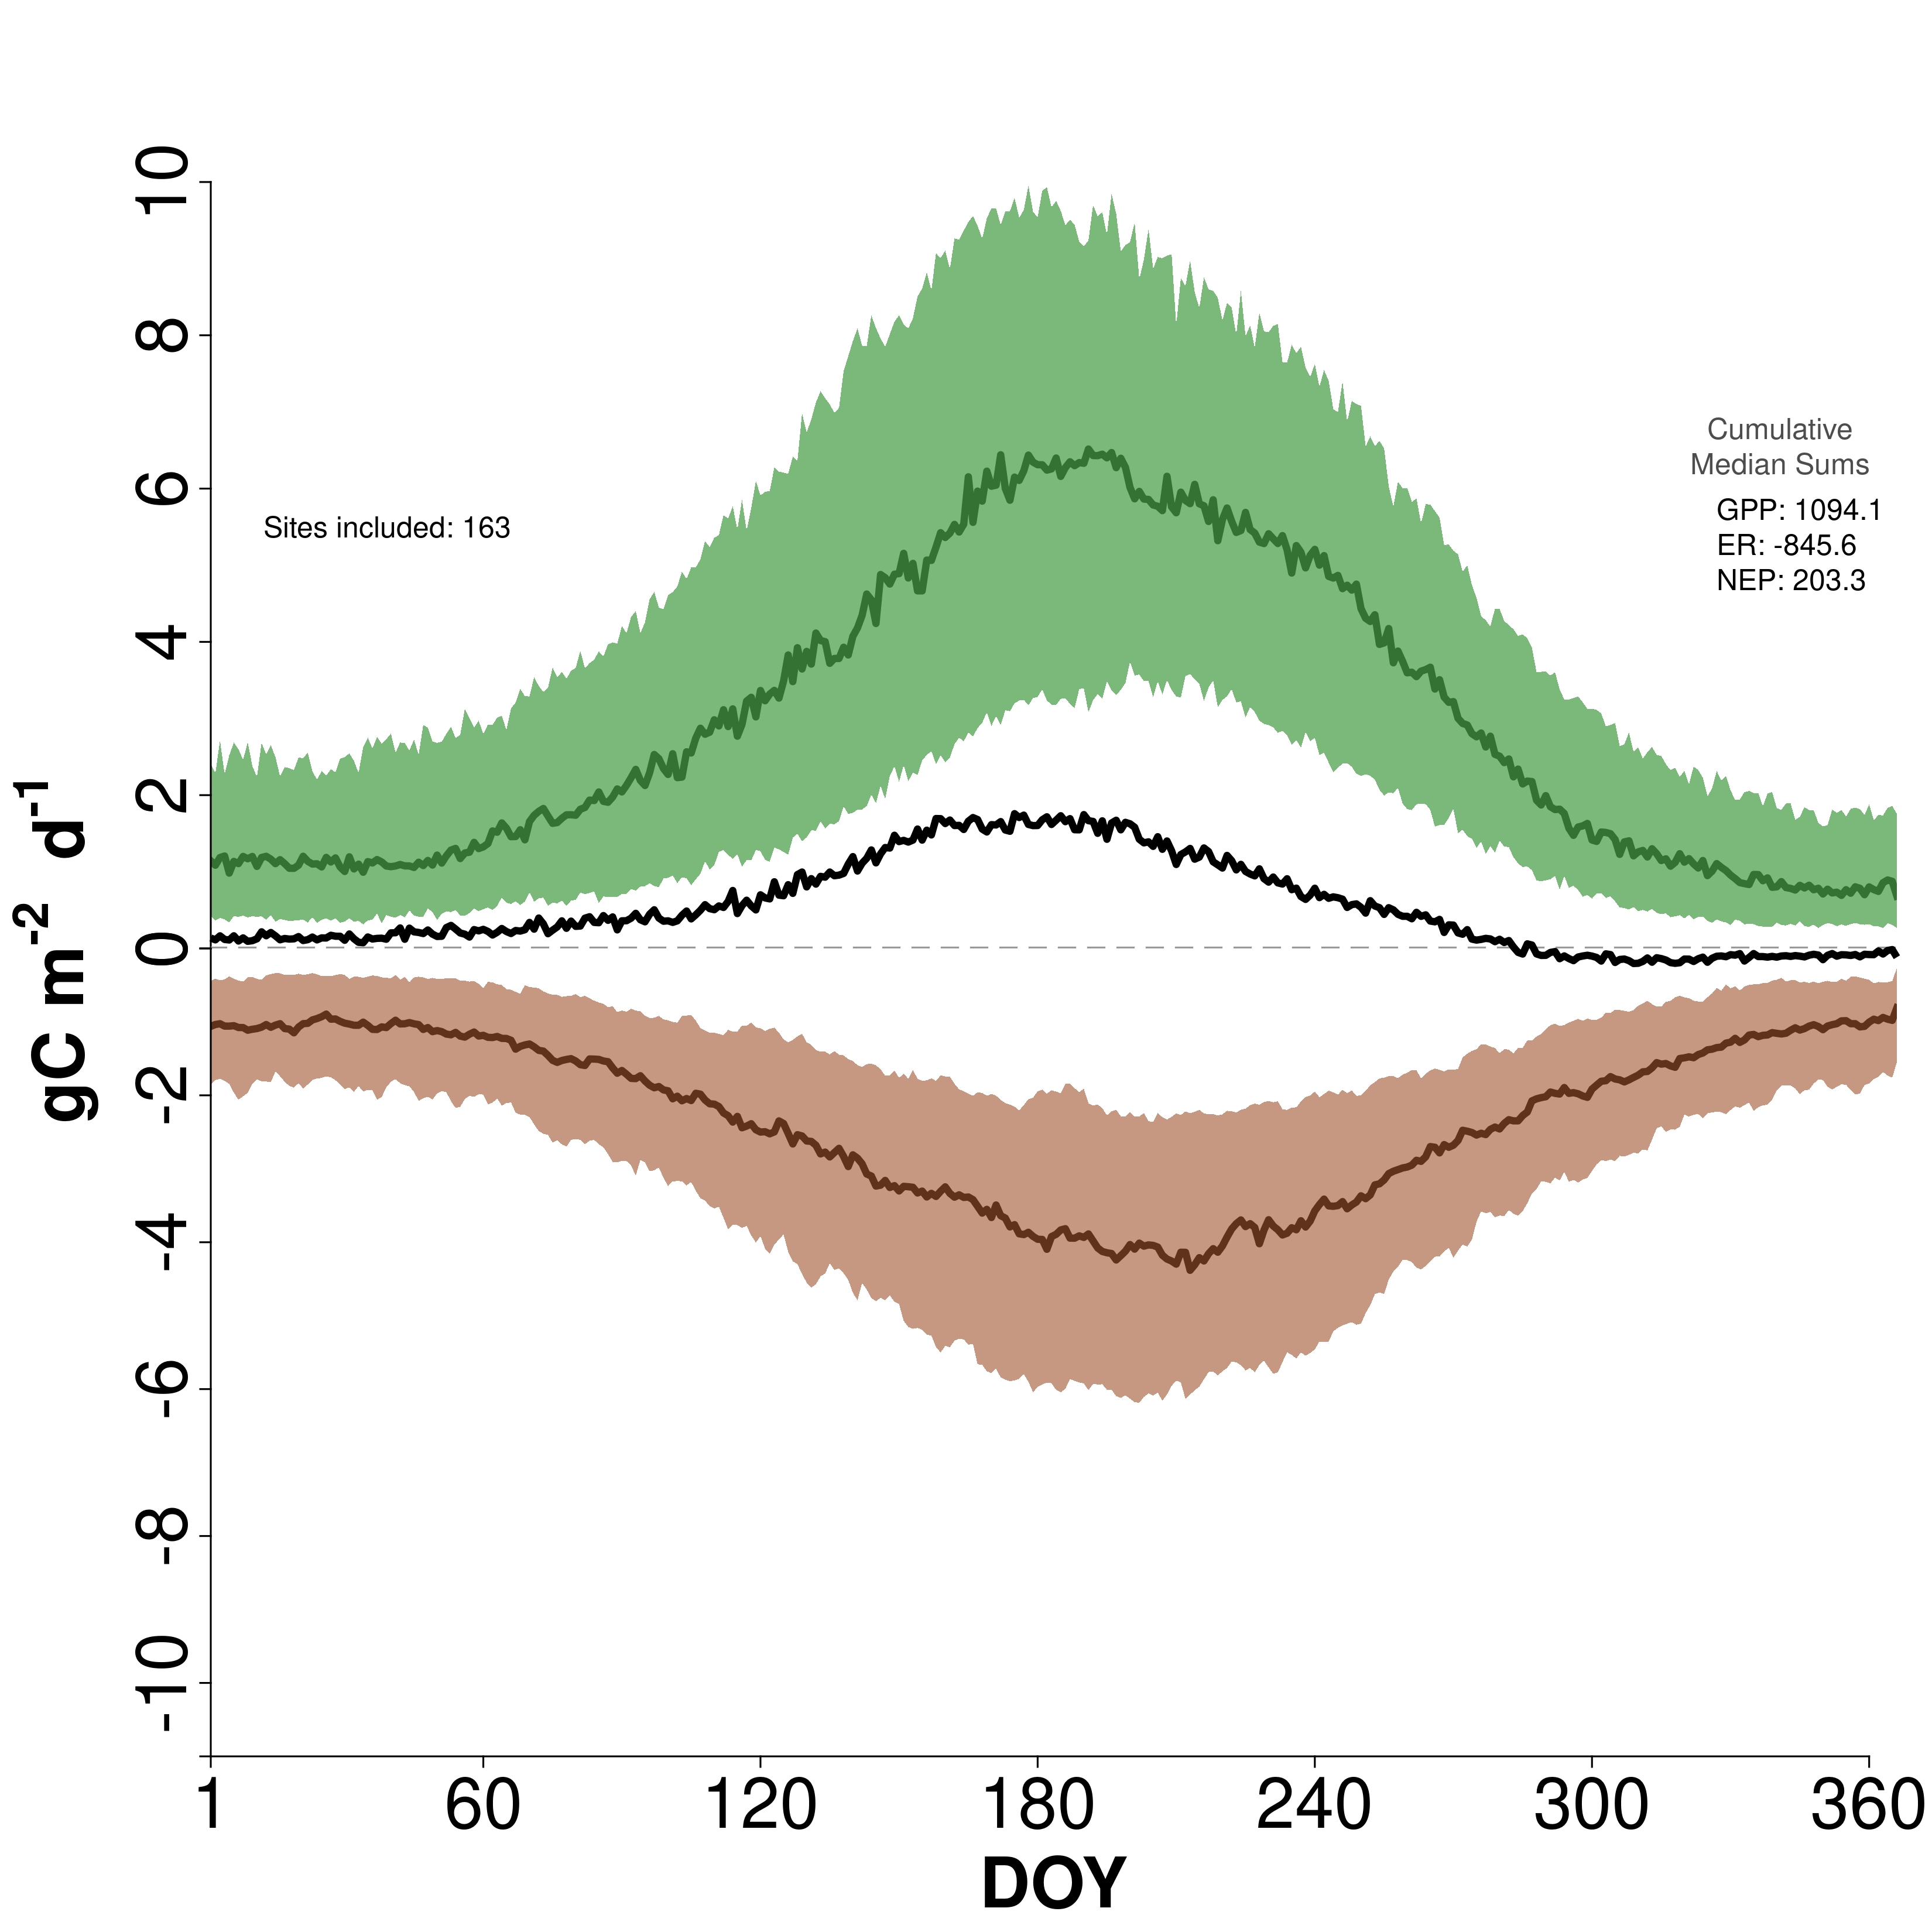 10
8
6
4
2
0
-2
-4
-6
-8
-10
gC m-2 d-1
Sites included: 163
Cumulative
Median Sums
GPP: 1094.1
ER: -845.6
NEP: 203.3
1 60 120 180 240 300 360
DOY